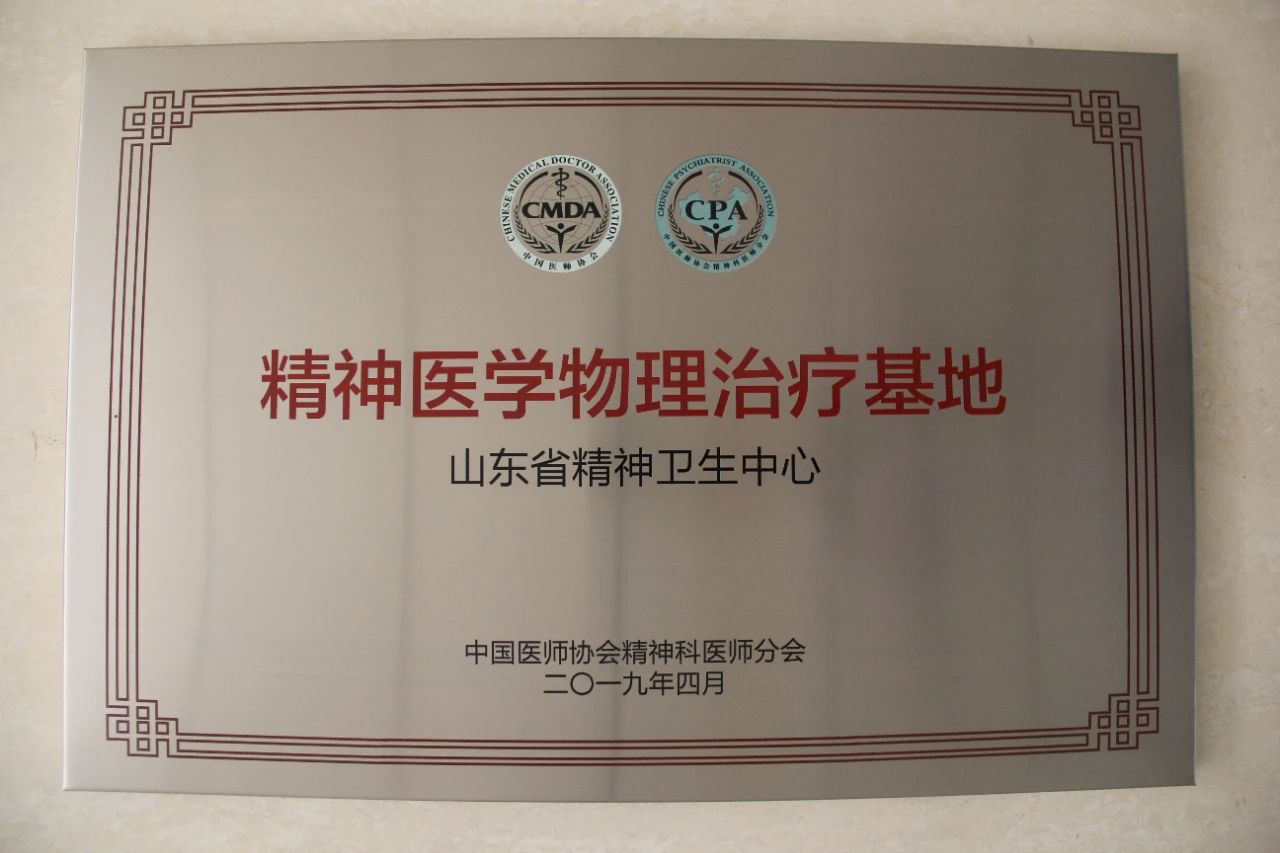 CHINESE MEDICAL DOCTOR ASSOCIATION
CMDA
中国医师协会
CHINESE PSYCHIATRIST ASSOCIATION
CPA
中国医师协会精神科医师分会
精神医学物理治疗基地
山东省精神卫生中心
中国医师协会精神科医师分会
二〇一九年四月